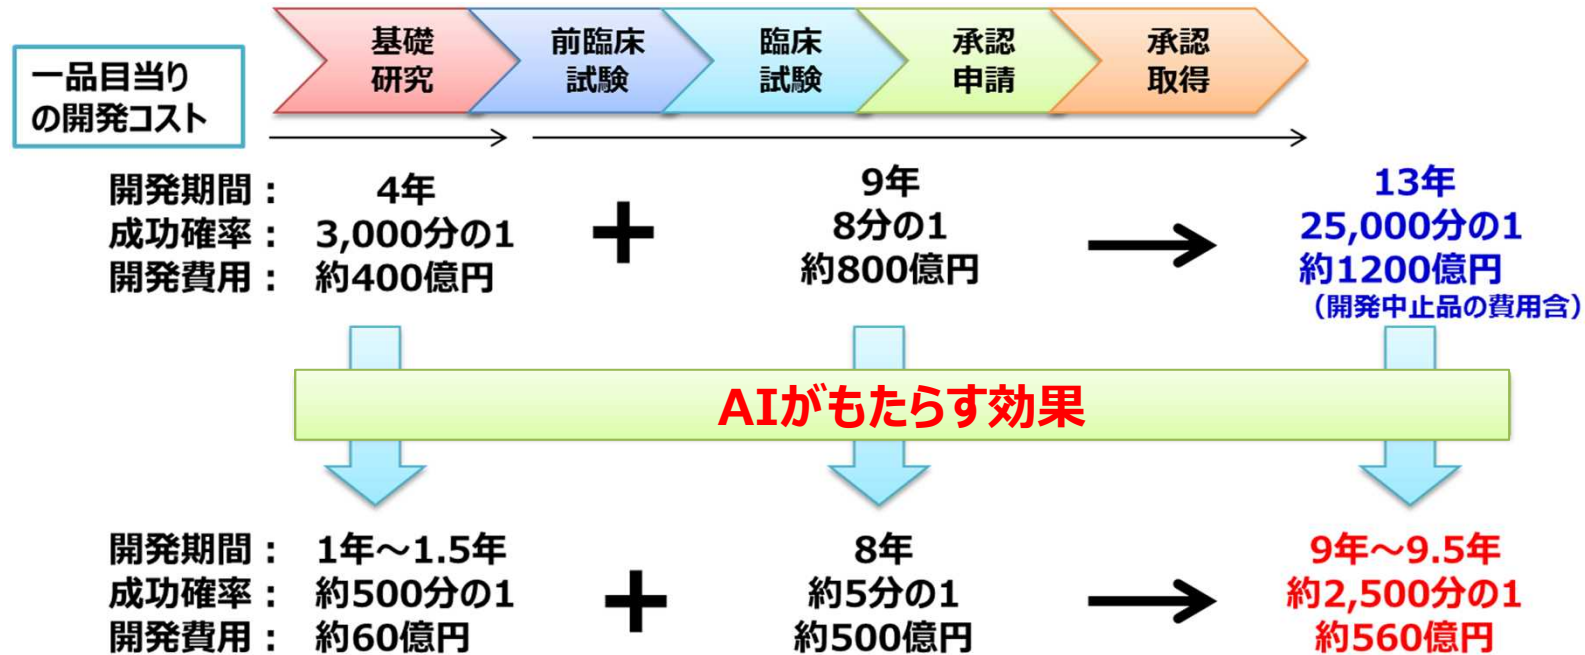 一品目当り
の開発コスト
基礎
研究
前臨床
試験
臨床
試験
承認
申請
承認
取得
開発期間： 4年 9年 13年
成功確率： 3,000分の1 8分の1 25,000分の1
開発費用： 約400億円 約800億円 約1200億円
＋ →
（開発中止品の費用含）
AIがもたらす効果
開発期間： 1年～1.5年 8年 9年～9.5年
成功確率： 約500分の1 約5分の1 約2,500分の1
開発費用： 約60億円 約500億円 約560億円
＋ →